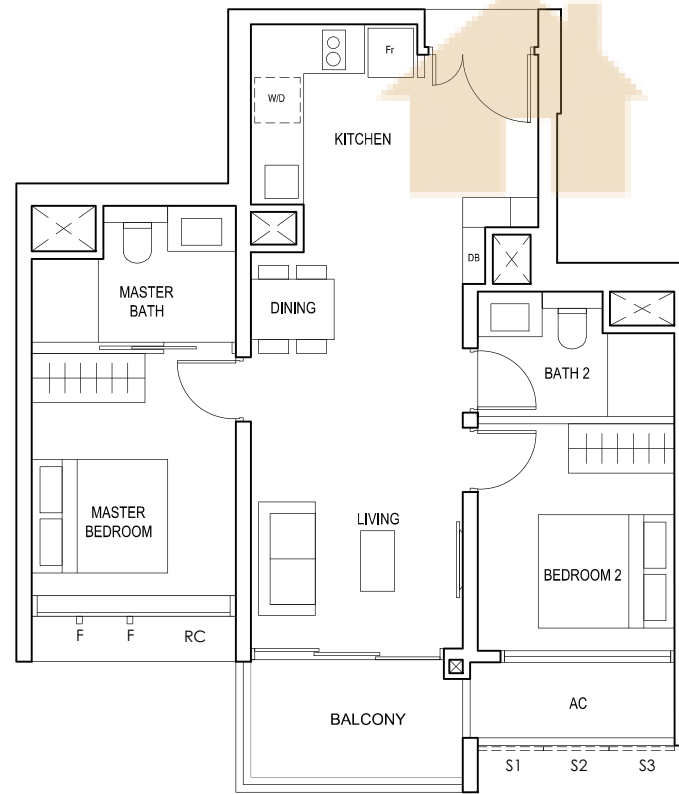 Fr
W/D
KITCHEN
DB
MASTER
BATH
DINING
BATH 2
MASTER
BEDROOM
LIVING
BEDROOM 2
F F RC
BALCONY
AC
S1 S2 S3